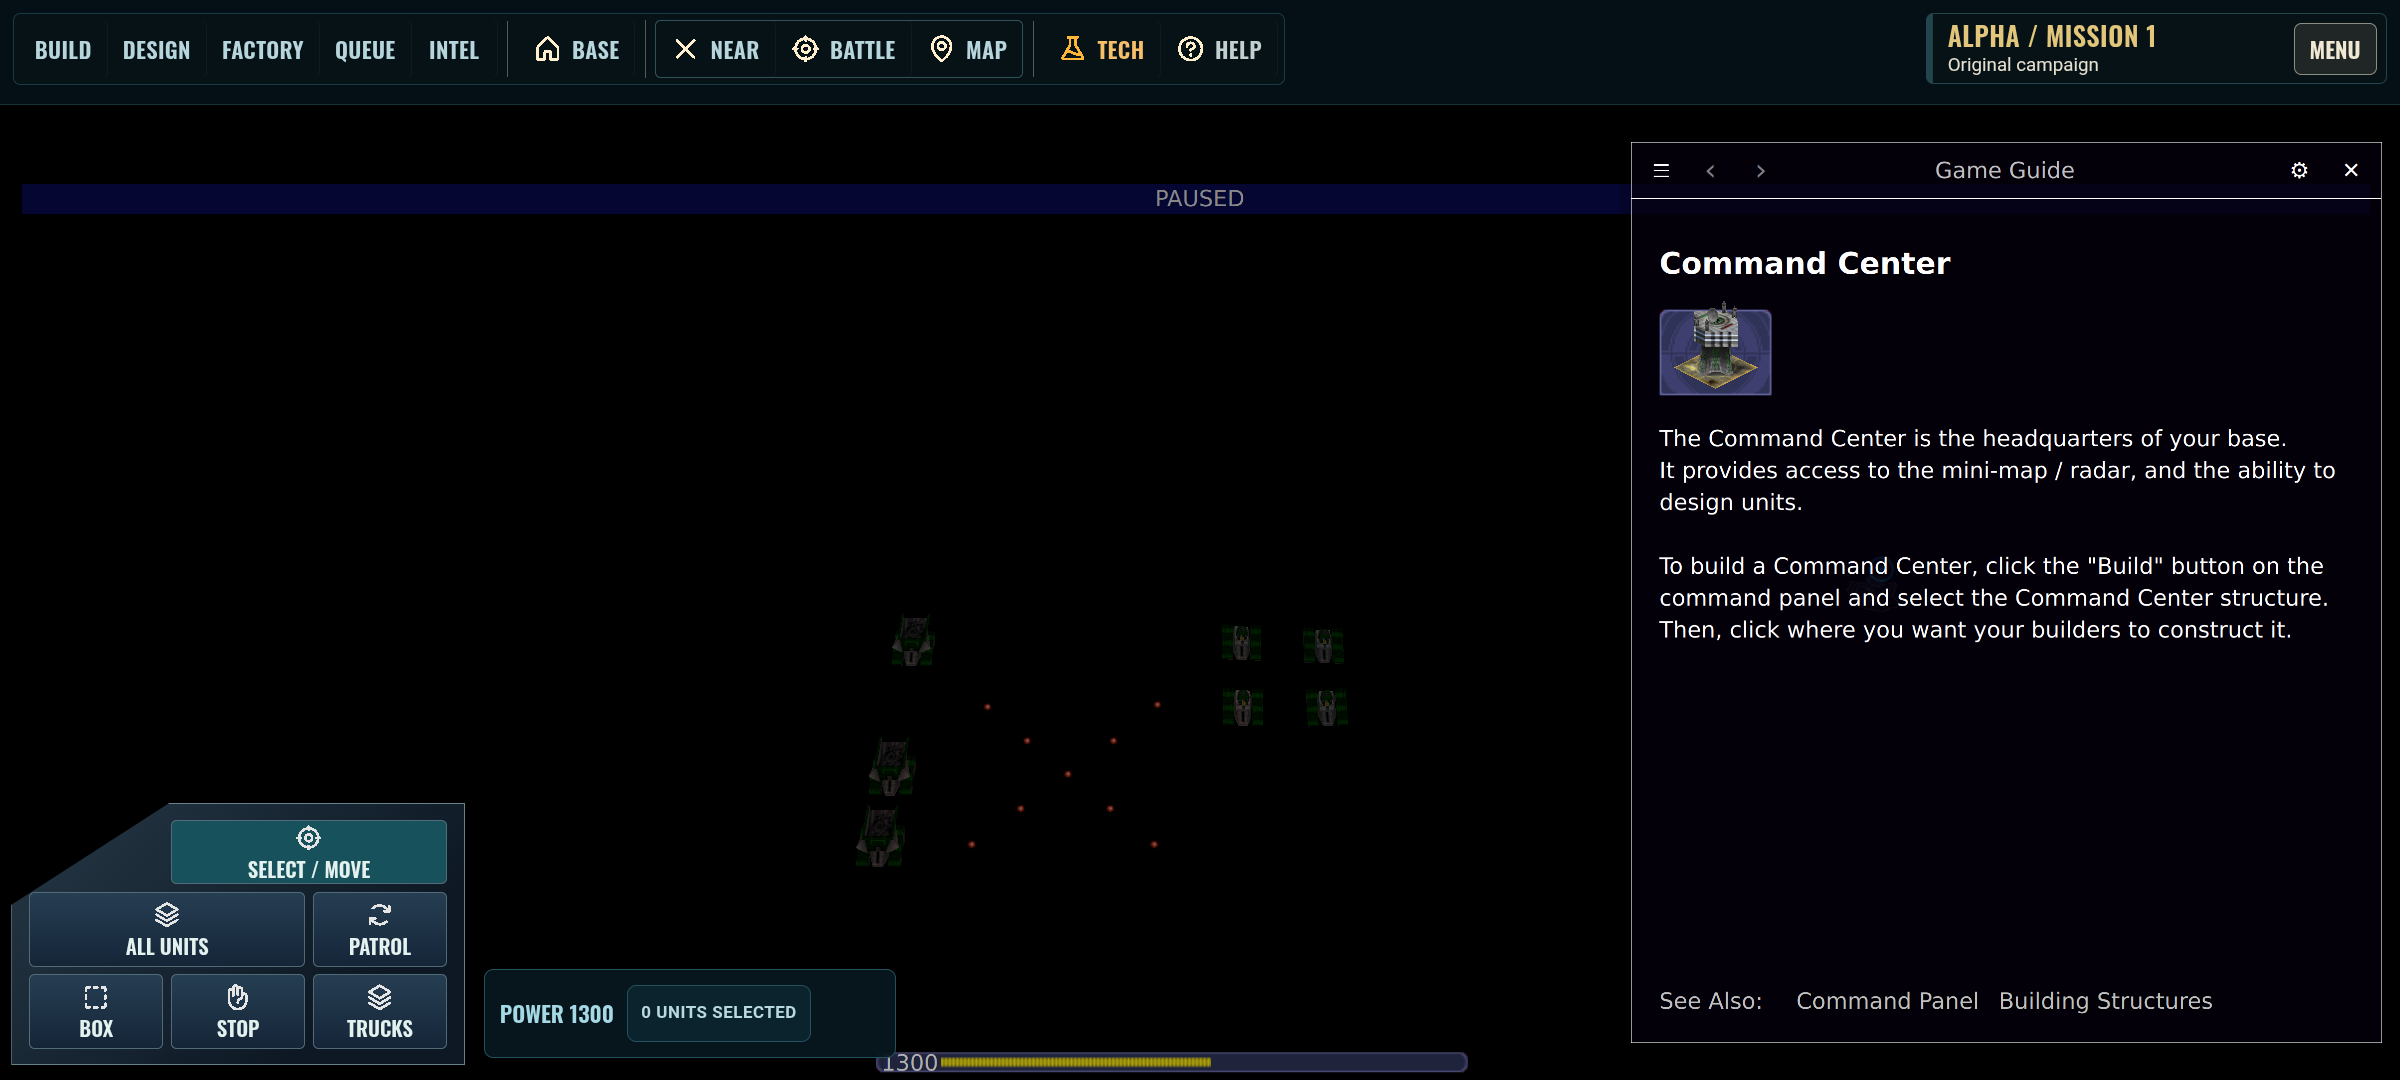 BUILD DESIGN FACTORY QUEUE INTEL BASE NEAR BATTLE MAP TECH HELP
ALPHA / MISSION 1
Original campaign
MENU
PAUSED
Game Guide
Command Center
The Command Center is the headquarters of your base.
It provides access to the mini-map / radar, and the ability to
design units.
To build a Command Center, click the "Build" button on the
command panel and select the Command Center structure.
Then, click where you want your builders to construct it.
See Also: Command Panel Building Structures
SELECT / MOVE
ALL UNITS PATROL
BOX STOP TRUCKS
POWER 1300 0 UNITS SELECTED
1300